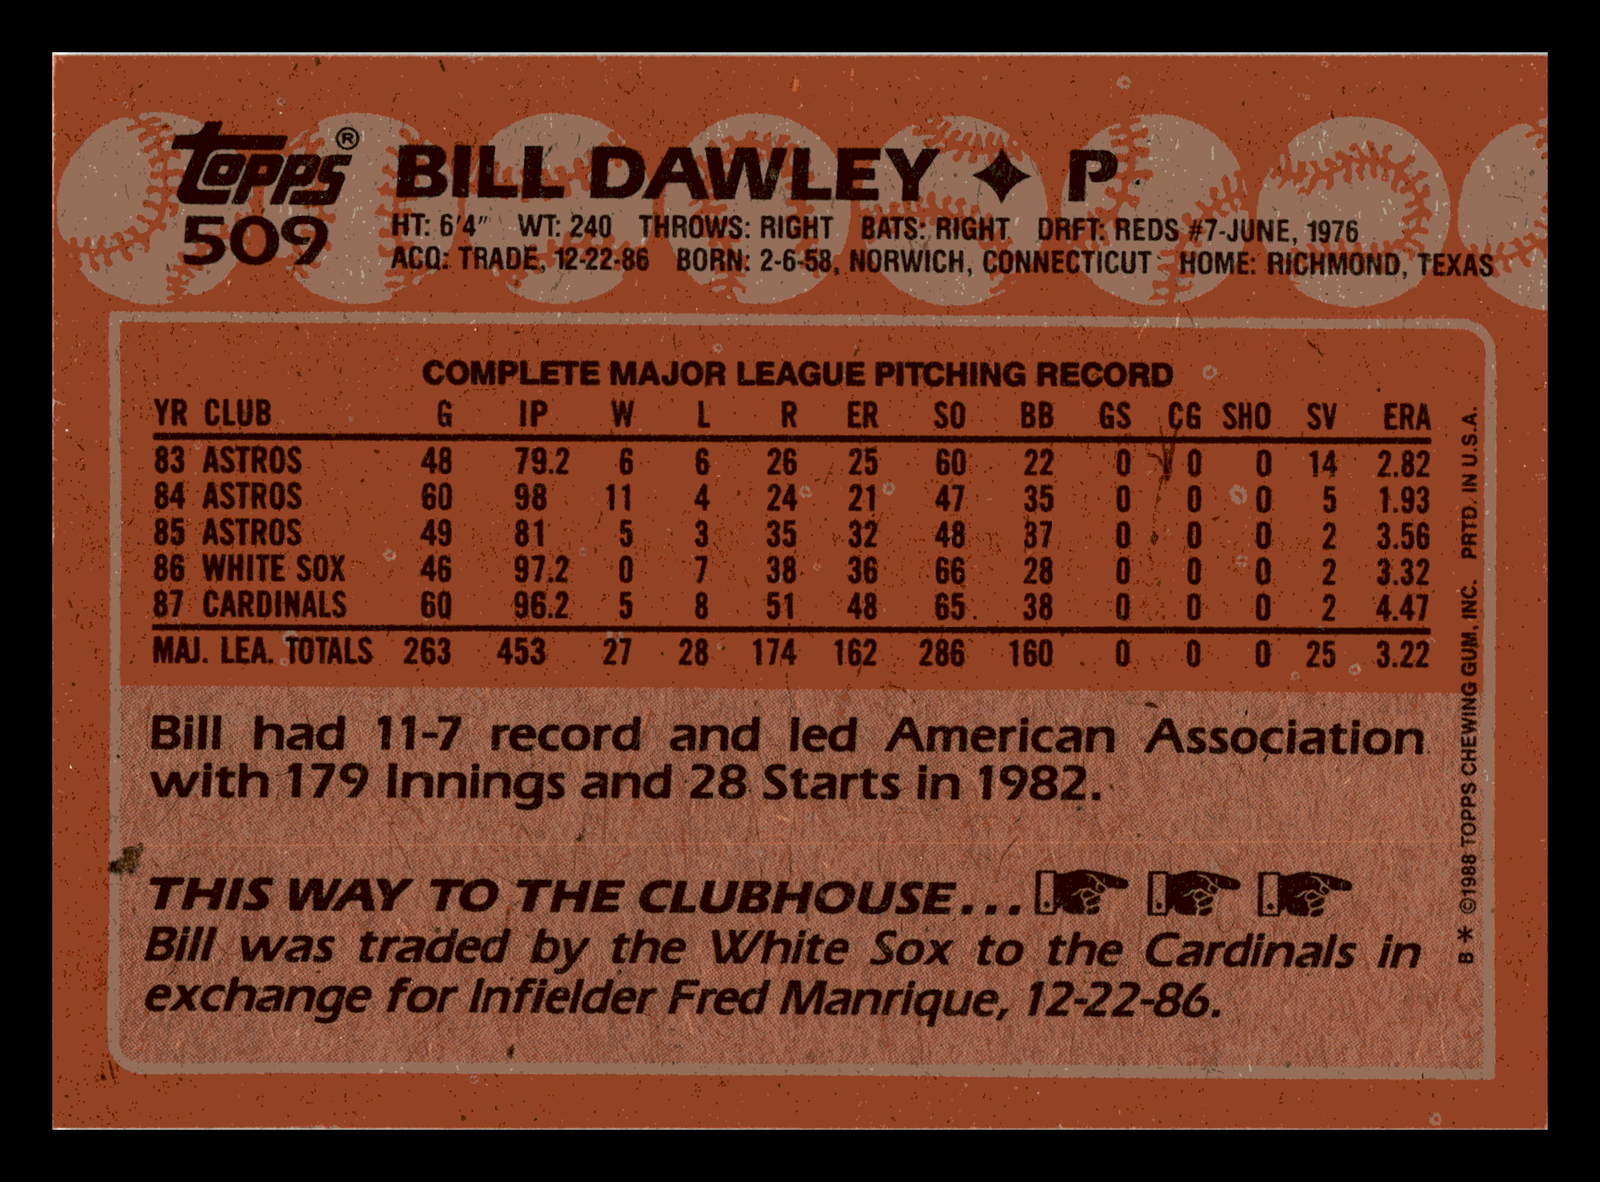 topps®
509
BILL DAWLEY ✦ P
HT: 6'4" WT: 240 THROWS: RIGHT BATS: RIGHT DRFT: REDS #7-JUNE, 1976
ACQ: TRADE, 12-22-86 BORN: 2-6-58, NORWICH, CONNECTICUT HOME: RICHMOND, TEXAS
COMPLETE MAJOR LEAGUE PITCHING RECORD
YR CLUB G IP W L R ER SO BB GS CG SHO SV ERA
83 ASTROS 48 79.2 6 6 26 25 60 22 0 0 0 14 2.82
84 ASTROS 60 98 11 4 24 21 47 35 0 0 0 5 1.93
85 ASTROS 49 81 5 3 35 32 48 37 0 0 0 2 3.56
86 WHITE SOX 46 97.2 0 7 38 36 66 28 0 0 0 2 3.32
87 CARDINALS 60 96.2 5 8 51 48 65 38 0 0 0 2 4.47
MAJ. LEA. TOTALS 263 453 27 28 174 162 286 160 0 0 0 25 3.22
Bill had 11-7 record and led American Association
with 179 Innings and 28 Starts in 1982.
THIS WAY TO THE CLUBHOUSE...
Bill was traded by the White Sox to the Cardinals in
exchange for Infielder Fred Manrique, 12-22-86.
B * ©1988 TOPPS CHEWING GUM, INC. PRTD. IN U.S.A.